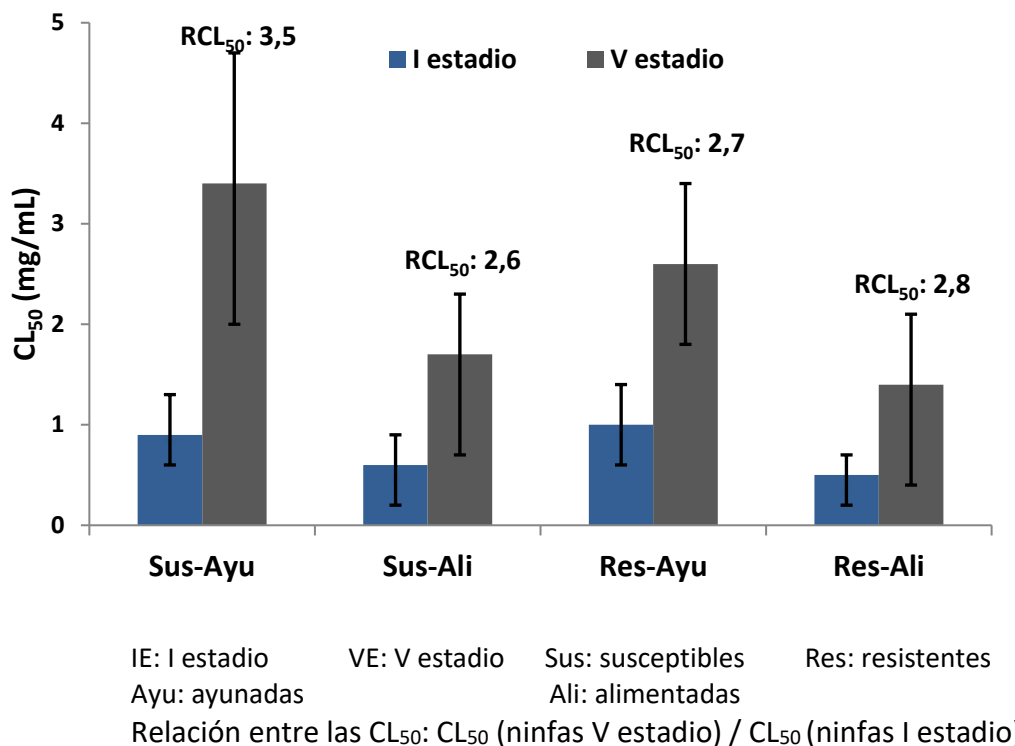 5
4
3
2
1
0
CL₅₀ (mg/mL)
I estadio V estadio
RCL₅₀: 3,5
RCL₅₀: 2,6
RCL₅₀: 2,7
RCL₅₀: 2,8
Sus-Ayu Sus-Ali Res-Ayu Res-Ali
IE: I estadio VE: V estadio Sus: susceptibles Res: resistentes
Ayu: ayunadas Ali: alimentadas
Relación entre las CL₅₀: CL₅₀ (ninfas V estadio) / CL₅₀ (ninfas I estadio)